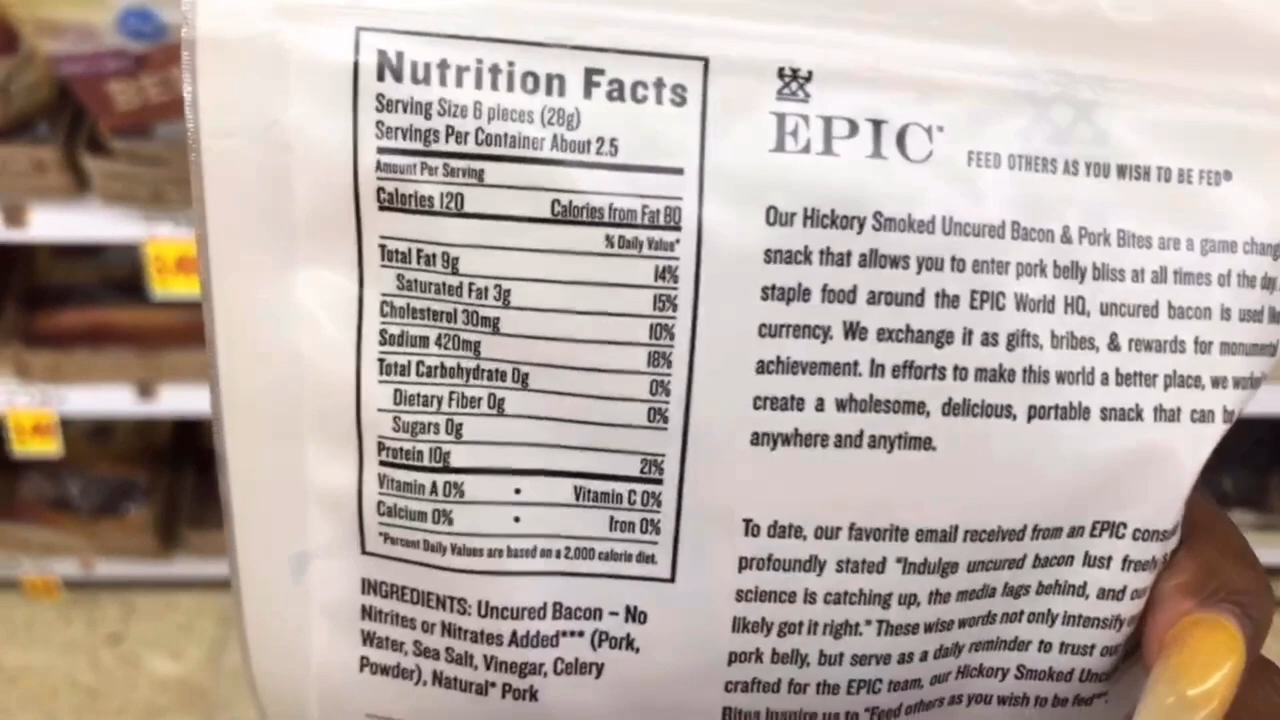 Nutrition Facts
Serving Size 6 pieces (28g)
Servings Per Container About 2.5
Amount Per Serving
Calories 120 Calories from Fat 80
% Daily Value*
Total Fat 9g 14%
Saturated Fat 3g 15%
Cholesterol 30mg 10%
Sodium 420mg 18%
Total Carbohydrate 0g 0%
Dietary Fiber 0g 0%
Sugars 0g
Protein 10g 21%
Vitamin A 0% • Vitamin C 0%
Calcium 0% • Iron 0%
*Percent Daily Values are based on a 2,000 calorie diet.
INGREDIENTS: Uncured Bacon – No
Nitrites or Nitrates Added*** (Pork,
Water, Sea Salt, Vinegar, Celery
Powder), Natural* Pork
EPIC
FEED OTHERS AS YOU WISH TO BE FED®
Our Hickory Smoked Uncured Bacon & Pork Bites are a game chang
snack that allows you to enter pork belly bliss at all times of the day.
staple food around the EPIC World HQ, uncured bacon is used
currency. We exchange it as gifts, bribes, & rewards for monumental
achievement. In efforts to make this world a better place, we
create a wholesome, delicious, portable snack that can be
anywhere and anytime.
To date, our favorite email received from an EPIC cons
profoundly stated "Indulge uncured bacon lust
science is catching up, the media lags behind, and
likely got it right." These wise words not only intensify
pork belly, but serve as a daily reminder to trust
crafted for the EPIC team, our Hickory Smoked Unc
Bites inspire us to "Feed others as you wish to be fed".